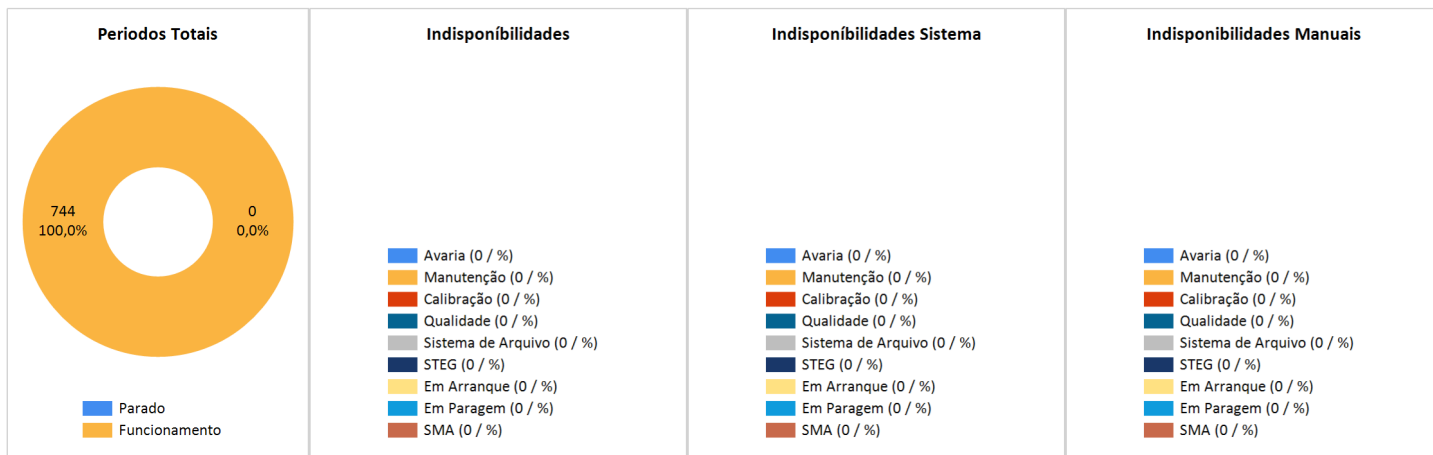 Periodos Totais
744
100,0%
0
0,0%
Parado
Funcionamento
Indisponíbilidades
Avaria (0 / %)
Manutenção (0 / %)
Calibração (0 / %)
Qualidade (0 / %)
Sistema de Arquivo (0 / %)
STEG (0 / %)
Em Arranque (0 / %)
Em Paragem (0 / %)
SMA (0 / %)
Indisponíbilidades Sistema
Avaria (0 / %)
Manutenção (0 / %)
Calibração (0 / %)
Qualidade (0 / %)
Sistema de Arquivo (0 / %)
STEG (0 / %)
Em Arranque (0 / %)
Em Paragem (0 / %)
SMA (0 / %)
Indisponibilidades Manuais
Avaria (0 / %)
Manutenção (0 / %)
Calibração (0 / %)
Qualidade (0 / %)
Sistema de Arquivo (0 / %)
STEG (0 / %)
Em Arranque (0 / %)
Em Paragem (0 / %)
SMA (0 / %)